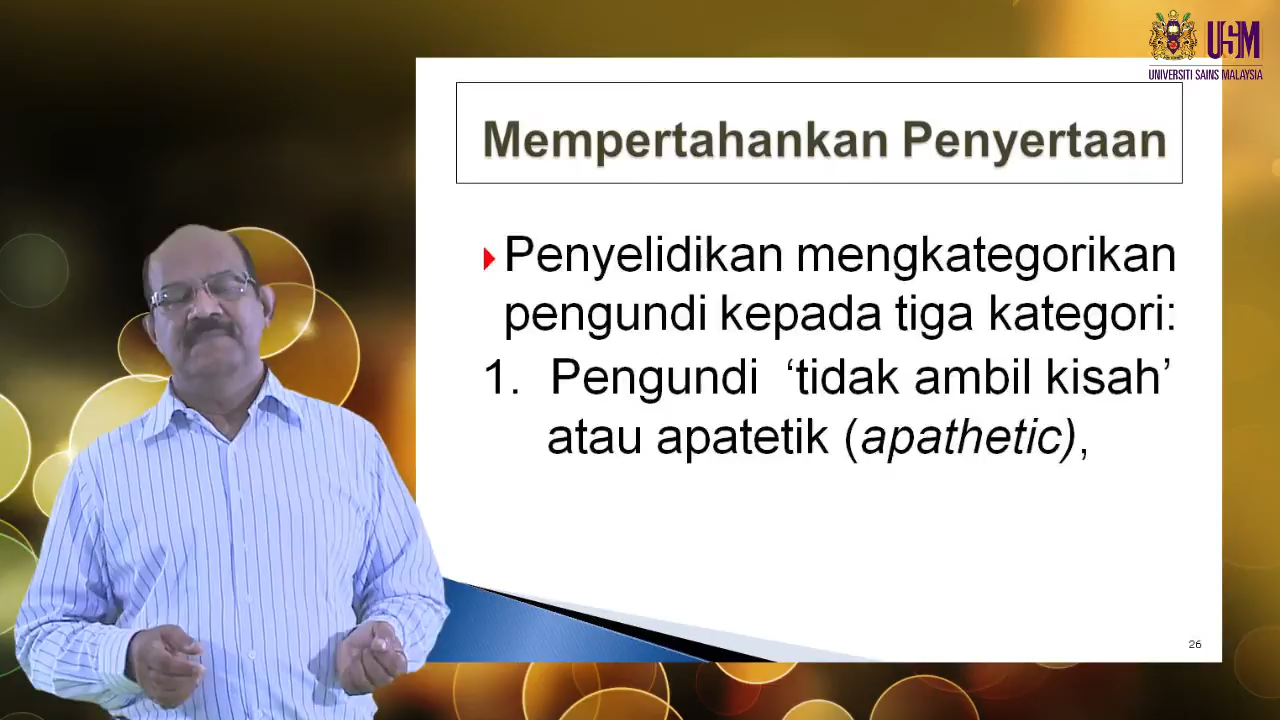 USM
UNIVERSITI SAINS MALAYSIA
Mempertahankan Penyertaan
Penyelidikan mengkategorikan
pengundi kepada tiga kategori:
1. Pengundi ‘tidak ambil kisah’
atau apatetik (apathetic),
26